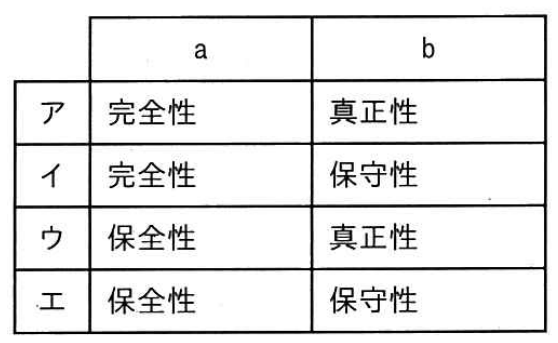 a b
ア 完全性 真正性
イ 完全性 保守性
ウ 保全性 真正性
エ 保全性 保守性